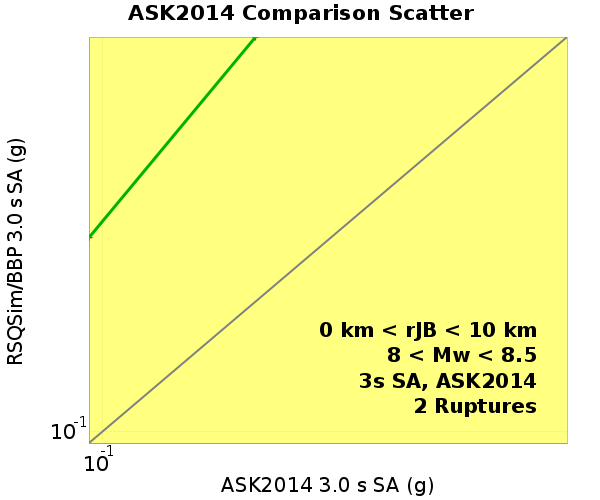 ASK2014 Comparison Scatter
RSQSim/BBP 3.0 s SA (g)
0 km < rJB < 10 km
8 < Mw < 8.5
3s SA, ASK2014
2 Ruptures
10⁻¹
10⁻¹
ASK2014 3.0 s SA (g)